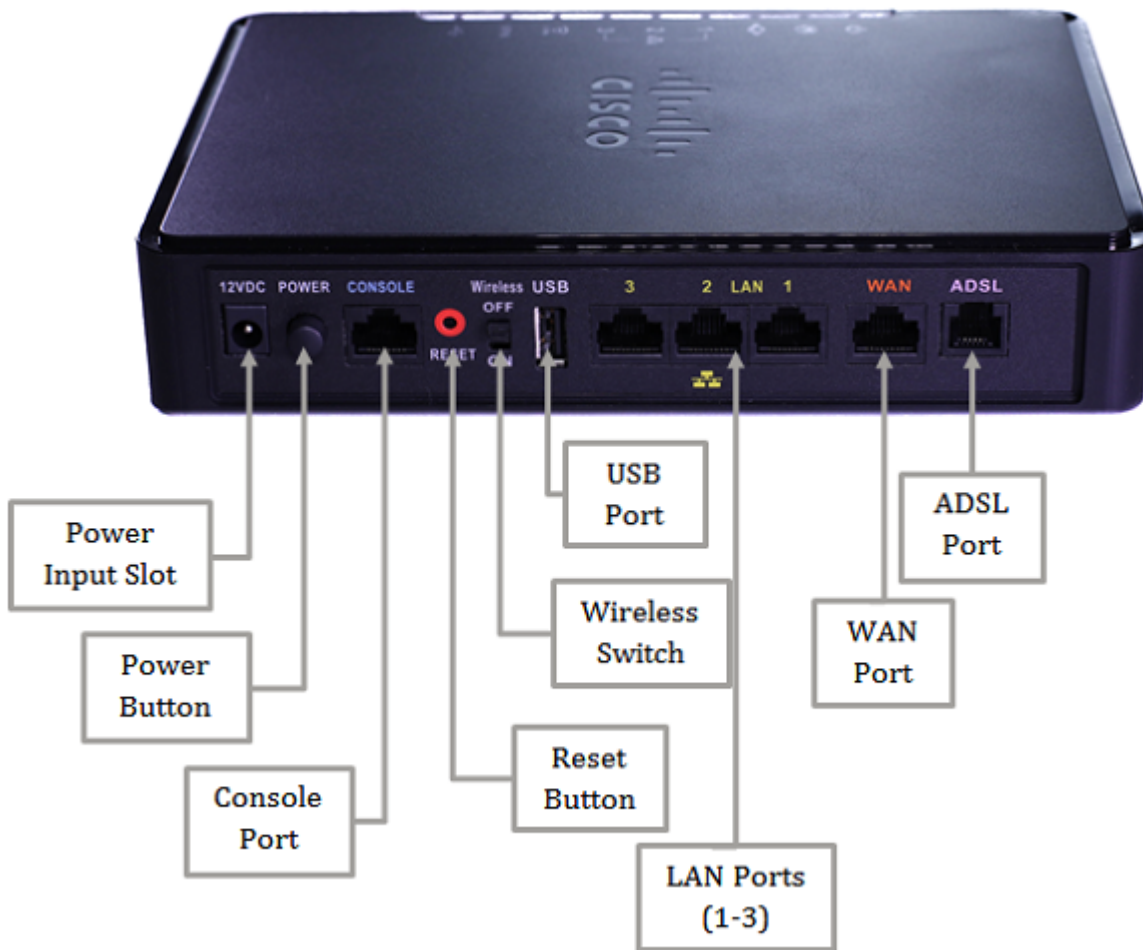 CISCO
12VDC POWER CONSOLE Wireless USB 3 2 LAN 1 WAN ADSL
OFF
RESET
ON
USB
Port
ADSL
Port
Power
Input Slot
Wireless
Switch
WAN
Port
Power
Button
Reset
Button
Console
Port
LAN Ports
(1-3)